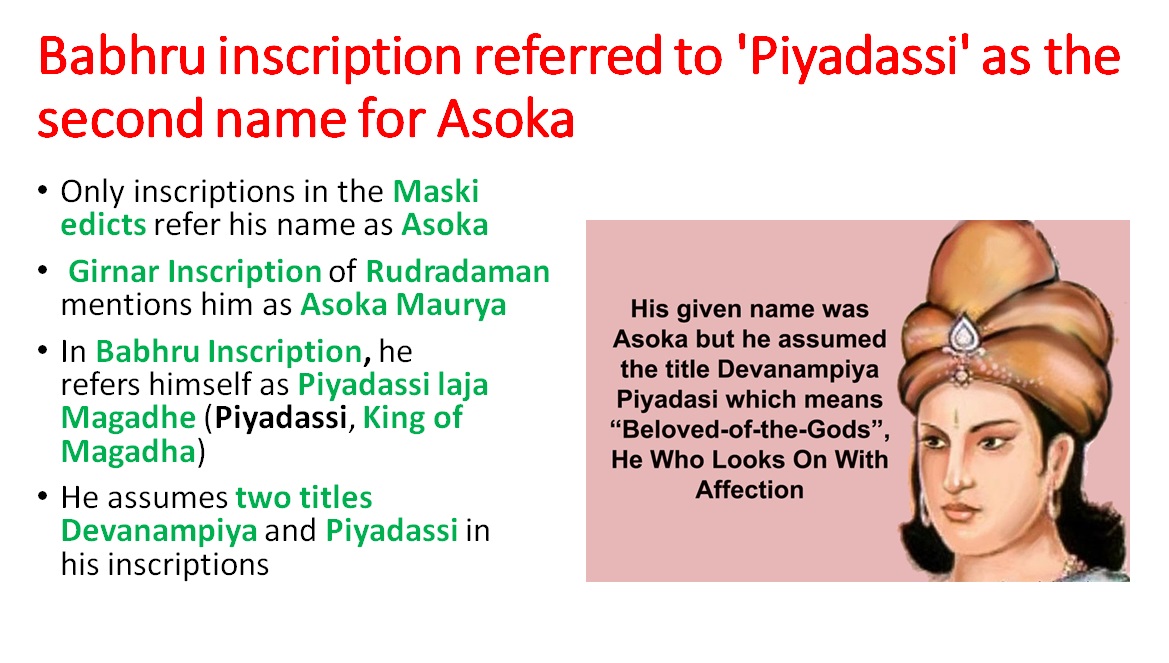 Babhru inscription referred to 'Piyadassi' as the
second name for Asoka
• Only inscriptions in the Maski
edicts refer his name as Asoka
• Girnar Inscription of Rudradaman
mentions him as Asoka Maurya
• In Babhru Inscription, he
refers himself as Piyadassi laja
Magadhe (Piyadassi, King of
Magadha)
• He assumes two titles
Devanampiya and Piyadassi in
his inscriptions
His given name was
Asoka but he assumed
the title Devanampiya
Piyadasi which means
“Beloved-of-the-Gods”,
He Who Looks On With
Affection